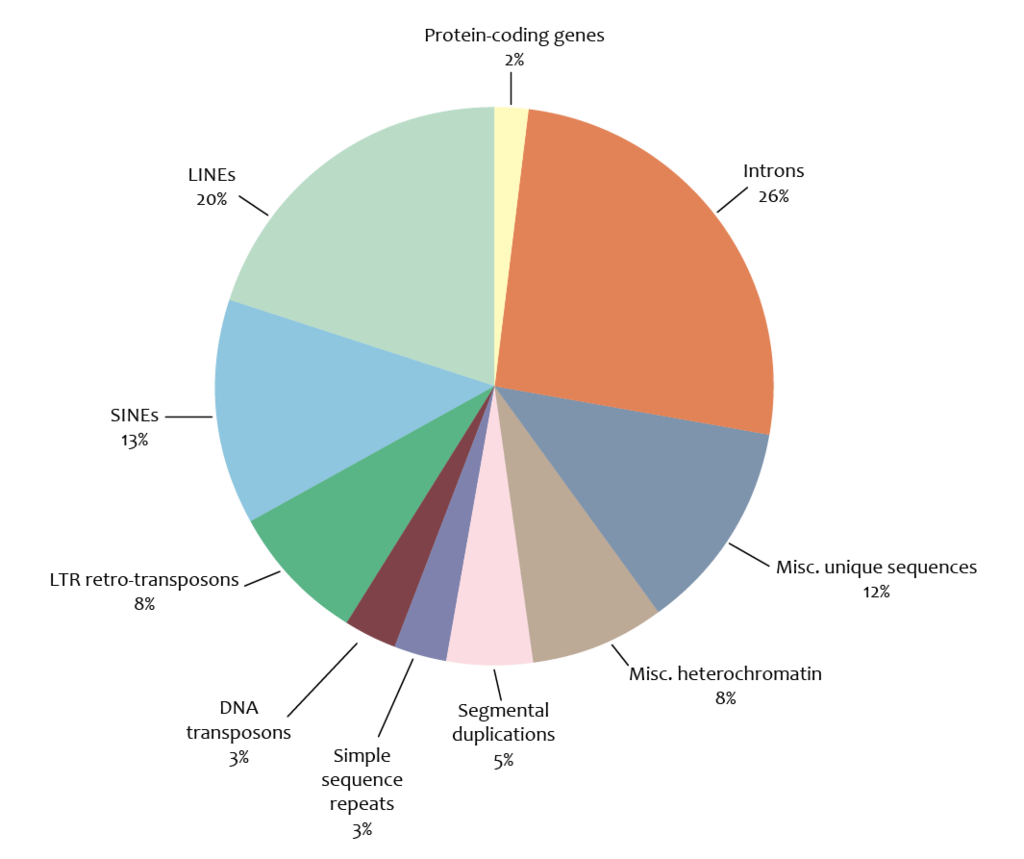 Protein-coding genes
2%
Introns
26%
Misc. unique sequences
12%
Misc. heterochromatin
8%
Segmental
duplications
5%
Simple
sequence
repeats
3%
DNA
transposons
3%
LTR retro-transposons
8%
SINEs
13%
LINEs
20%